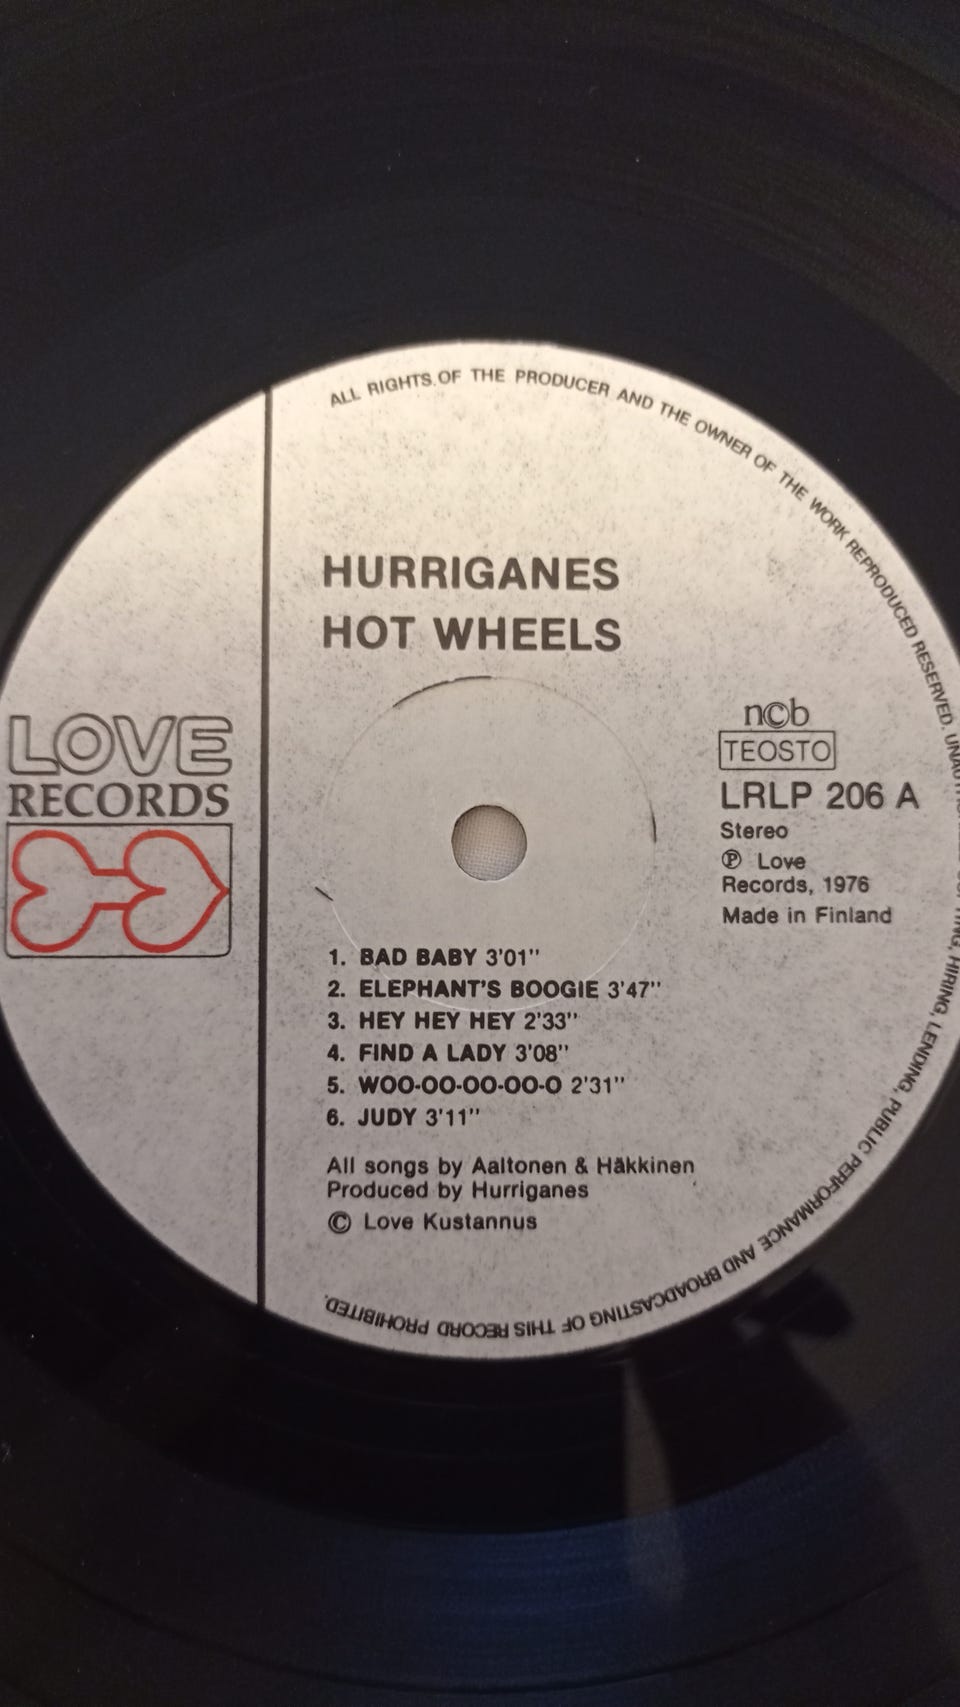 ALL RIGHTS OF THE PRODUCER AND THE OWNER OF THE WORK REPRODUCED RESERVED.
HURRIGANES
HOT WHEELS
LOVE
RECORDS
ncb
TEOSTO
LRLP 206 A
Stereo
Ⓟ Love
Records, 1976
Made in Finland
1. BAD BABY 3'01"
2. ELEPHANT'S BOOGIE 3'47"
3. HEY HEY HEY 2'33"
4. FIND A LADY 3'08"
5. WOO-OO-OO-OO-O 2'31"
6. JUDY 3'11"
All songs by Aaltonen & Häkkinen
Produced by Hurriganes
© Love Kustannus
HIRING, LENDING, PUBLIC PERFORMANCE AND BROADCASTING OF THIS RECORD PROHIBITED.